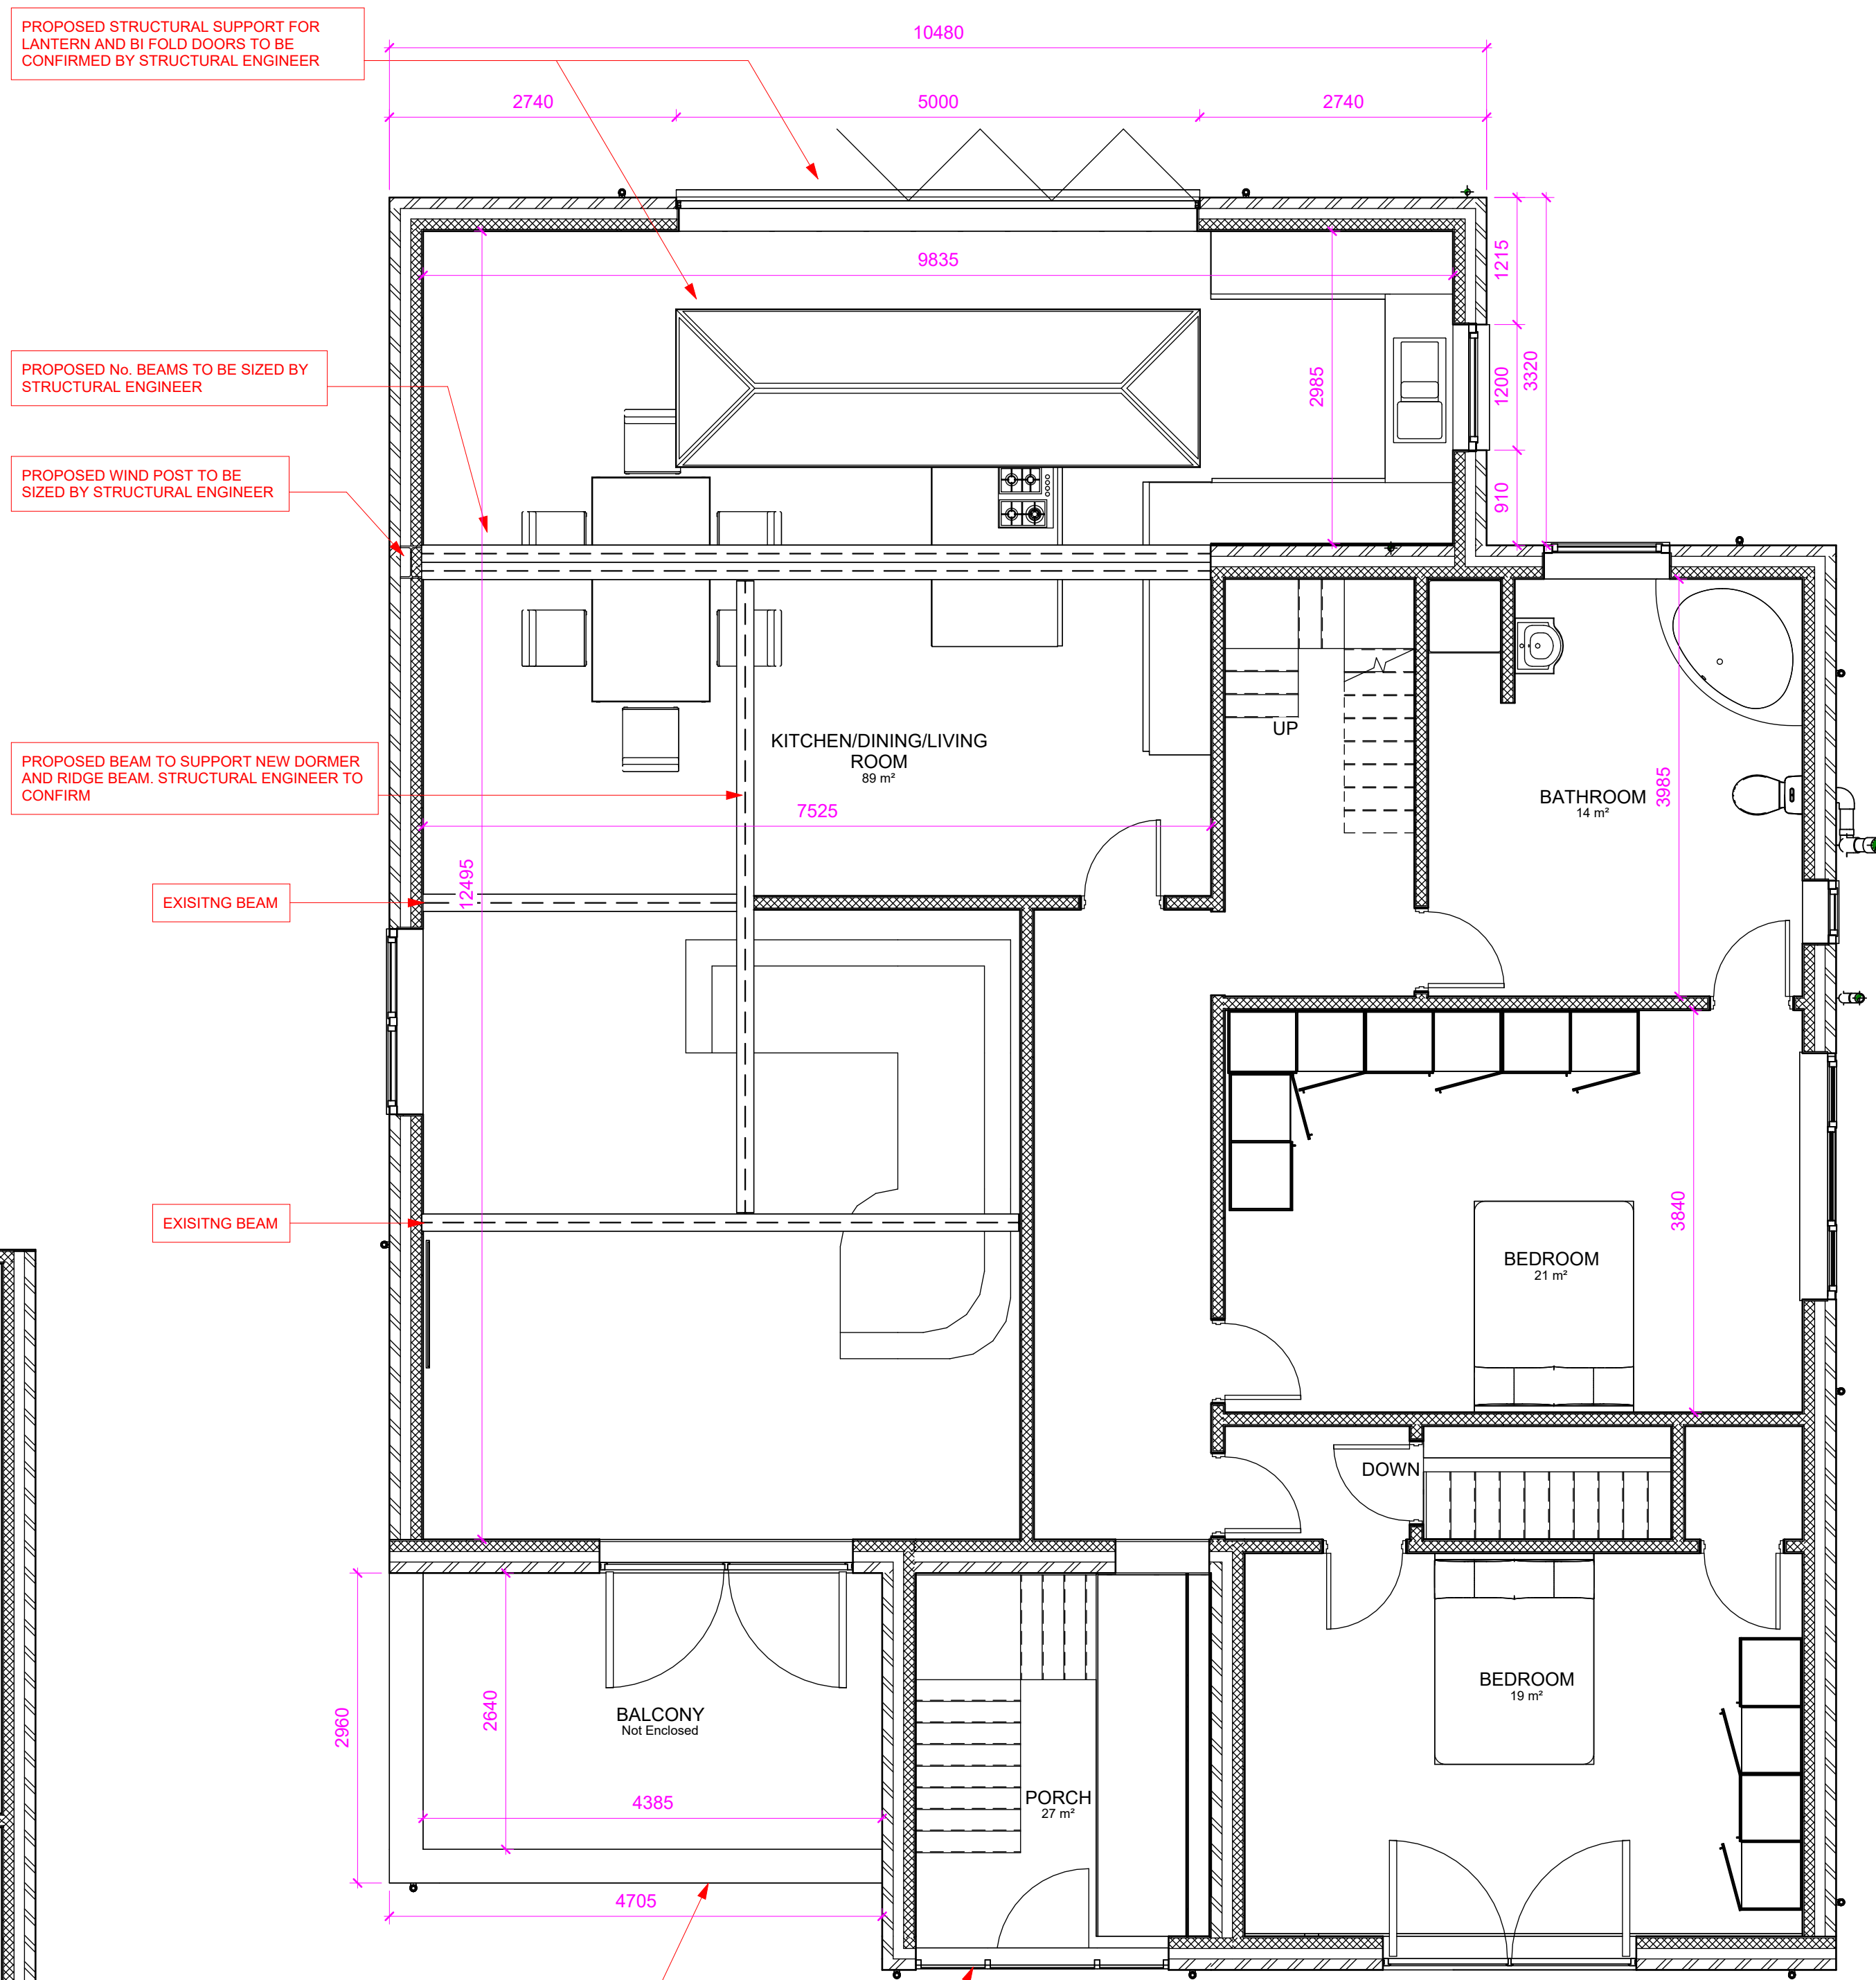 PROPOSED STRUCTURAL SUPPORT FOR
LANTERN AND BI FOLD DOORS TO BE
CONFIRMED BY STRUCTURAL ENGINEER
10480
2740
5000
2740
9835
2985
1215
1200
3320
910
PROPOSED No. BEAMS TO BE SIZED BY
STRUCTURAL ENGINEER
PROPOSED WIND POST TO BE
SIZED BY STRUCTURAL ENGINEER
PROPOSED BEAM TO SUPPORT NEW DORMER
AND RIDGE BEAM. STRUCTURAL ENGINEER TO
CONFIRM
KITCHEN/DINING/LIVING
ROOM
89 m²
7525
UP
BATHROOM
14 m²
3985
12495
EXISITNG BEAM
EXISITNG BEAM
3840
BEDROOM
21 m²
DOWN
BALCONY
Not Enclosed
2960
2640
4385
4705
PORCH
27 m²
BEDROOM
19 m²